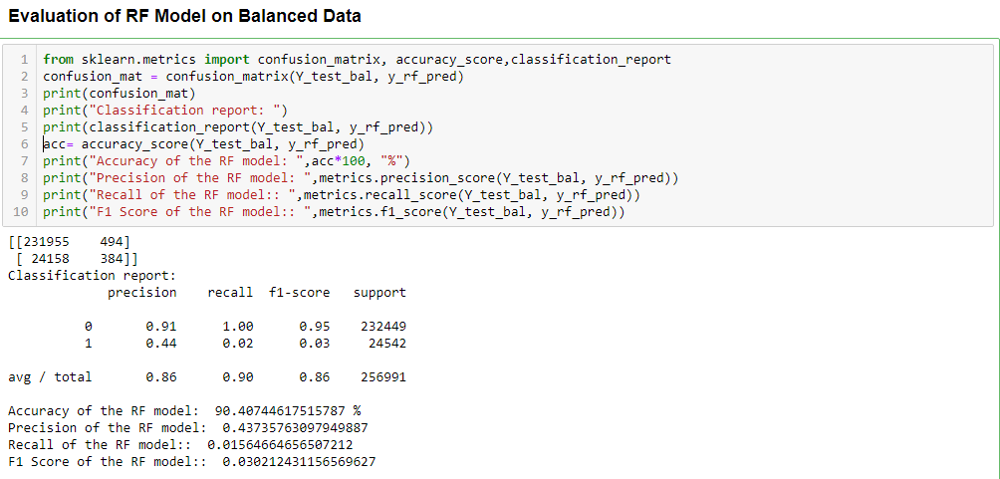 Evaluation of RF Model on Balanced Data
1 from sklearn.metrics import confusion_matrix, accuracy_score,classification_report
2 confusion_mat = confusion_matrix(Y_test_bal, y_rf_pred)
3 print(confusion_mat)
4 print("Classification report: ")
5 print(classification_report(Y_test_bal, y_rf_pred))
6 acc= accuracy_score(Y_test_bal, y_rf_pred)
7 print("Accuracy of the RF model: ",acc*100, "%")
8 print("Precision of the RF model: ",metrics.precision_score(Y_test_bal, y_rf_pred))
9 print("Recall of the RF model:: ",metrics.recall_score(Y_test_bal, y_rf_pred))
10 print("F1 Score of the RF model:: ",metrics.f1_score(Y_test_bal, y_rf_pred))
[[231955    494]
 [ 24158    384]]
Classification report:
             precision    recall  f1-score   support
          0       0.91      1.00      0.95    232449
          1       0.44      0.02      0.03     24542
avg / total       0.86      0.90      0.86    256991
Accuracy of the RF model:  90.40744617515787 %
Precision of the RF model:  0.43735763097949887
Recall of the RF model::  0.01564664656507212
F1 Score of the RF model::  0.030212431156569627